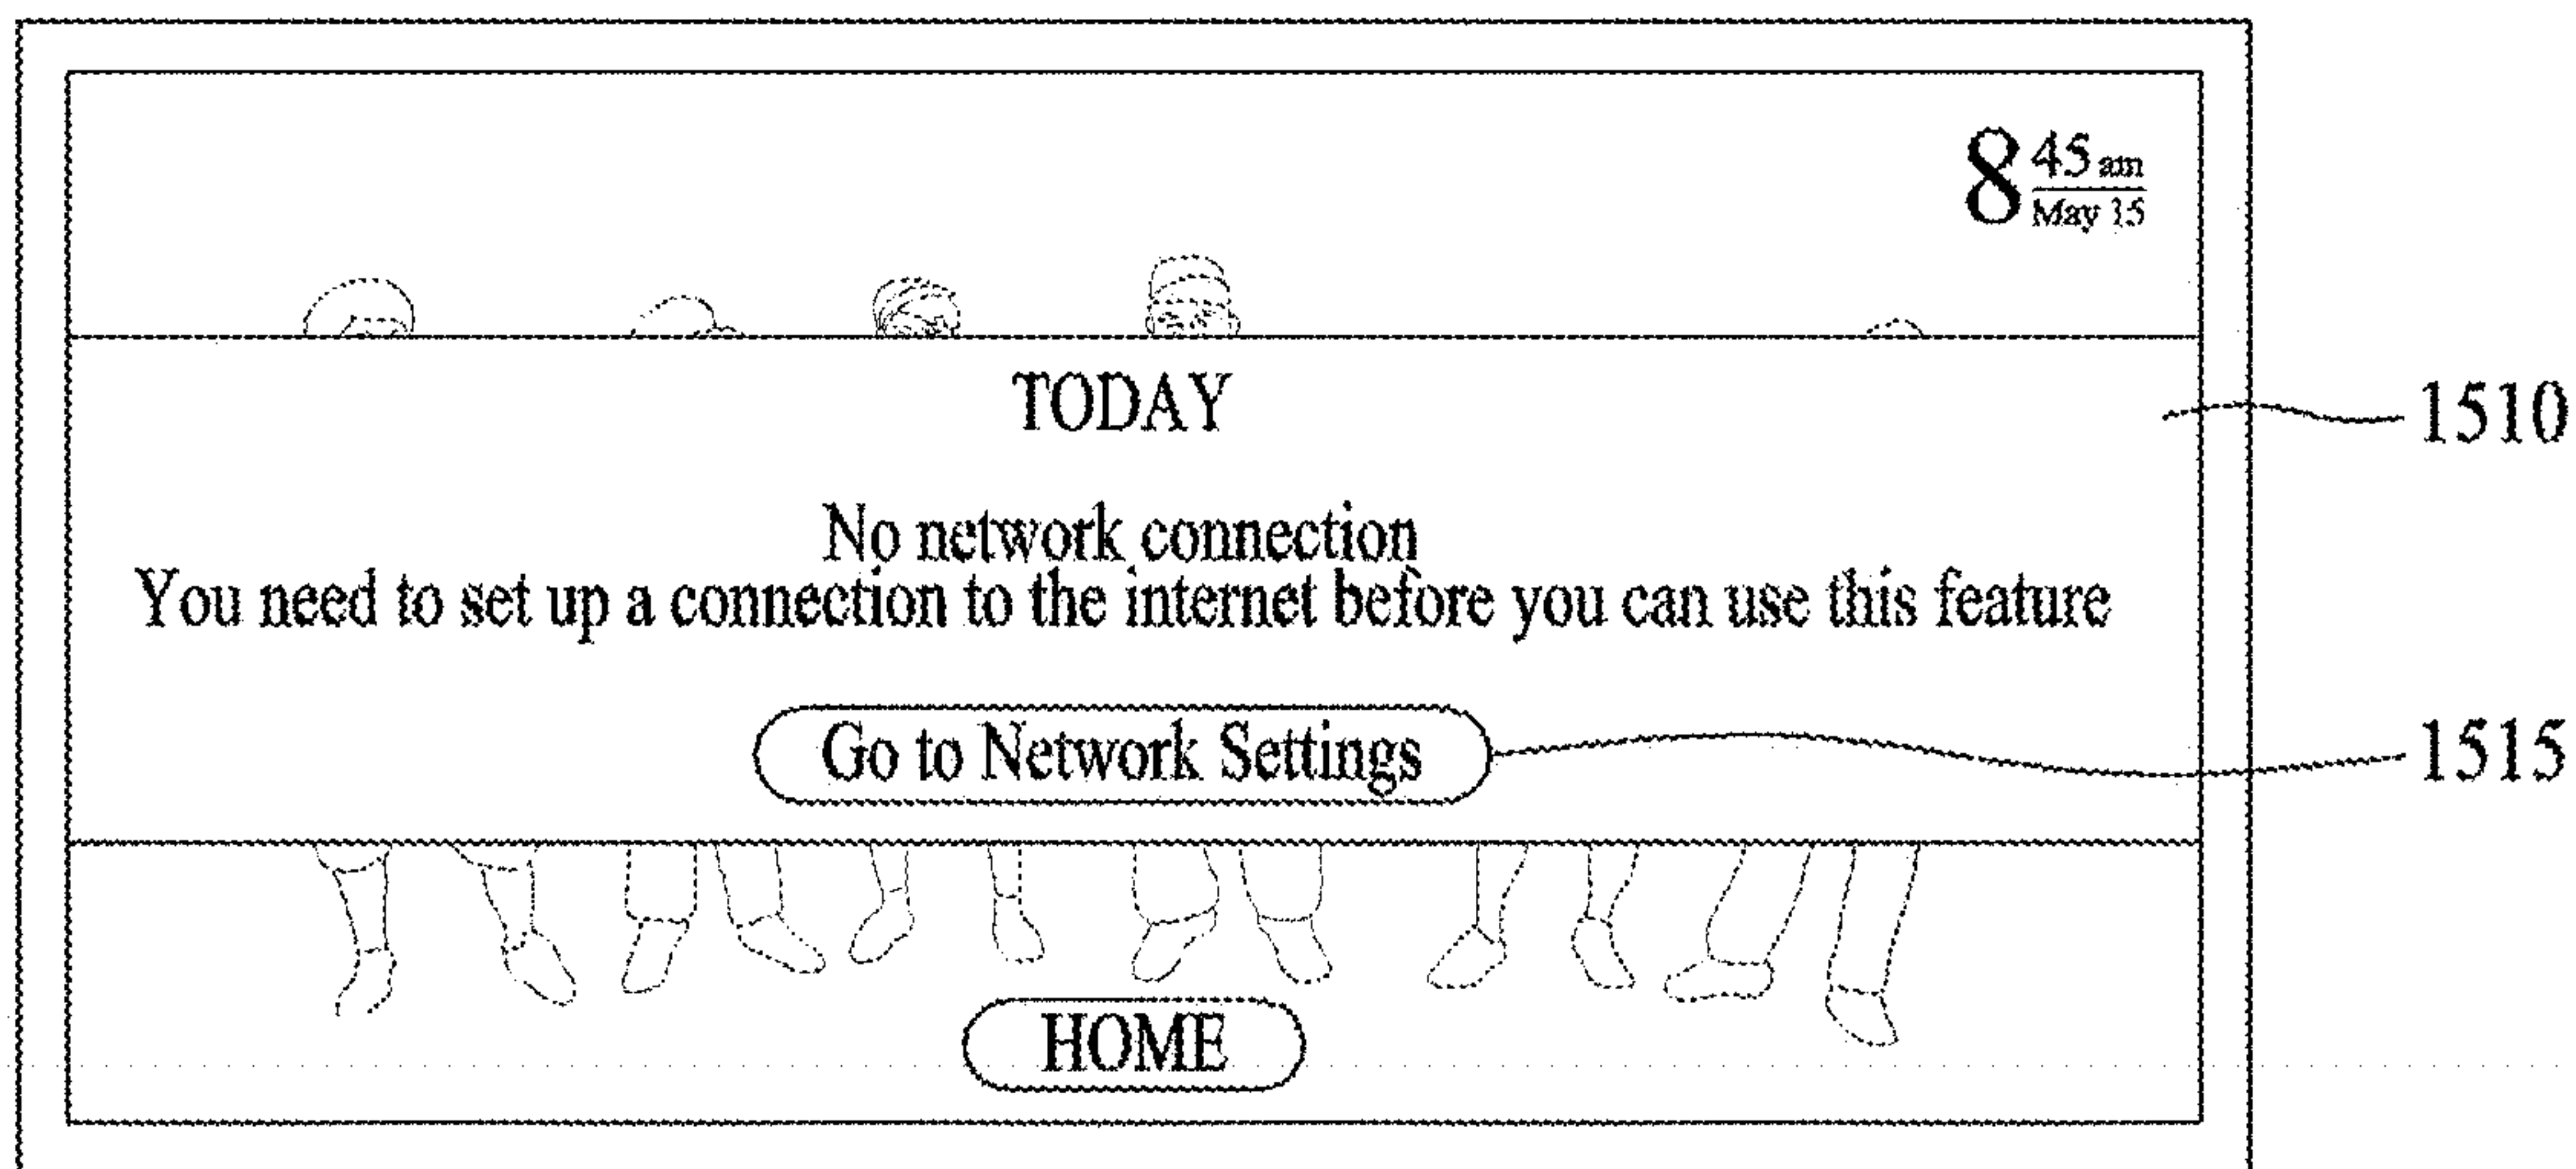 8 45 am
May 15
TODAY
1510
No network connection
You need to set up a connection to the internet before you can use this feature
Go to Network Settings
1515
HOME